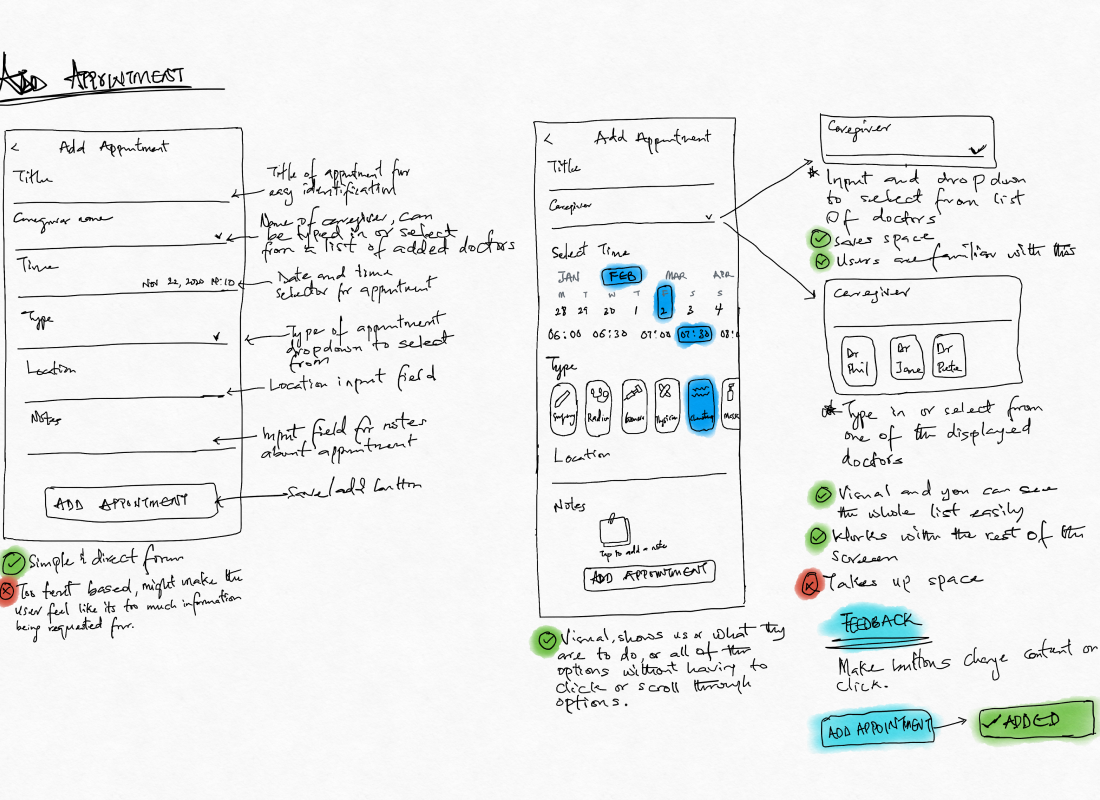 ADD APPOINTMENT
< Add Appointment
Title
Caregiver name
Time
Nov 22, 2020 18:10
Type
Location
Notes
ADD APPOINTMENT
Title of appointment for
easy identification
Name of caregiver, can
be typed in or select
from a list of added doctors
Date and time
selector for appointment
Type of appointment
dropdown to select
from
Location input field
Input field for notes
about appointment
Save/add button
Simple & direct form
Too text based, might make the
user feel like its too much information
being requested for.
< Add Appointment
Title
Caregiver
Select Time
JAN FEB MAR APR
M T W T F S S
28 29 30 1 2 3 4
06:00 06:30 07:00 07:30 08:0
Type
Surgery Radio Physician
Location
Notes
Tap to add a note
ADD APPOINTMENT
Visual, shows user what they
are to do, or all of the
options without having to
click or scroll through
options.
Caregiver
* Input and drop down
to select from list
of doctors
saves space
Users are familiar with this
Caregiver
Dr Phil
Dr Jane
Dr Pete
* Type in or select from
one of the displayed
doctors
Visual and you can see
the whole list easily
Works with the rest of the
screen
Takes up space
FEEDBACK
Make buttons change content on
click.
ADD APPOINTMENT
ADDED